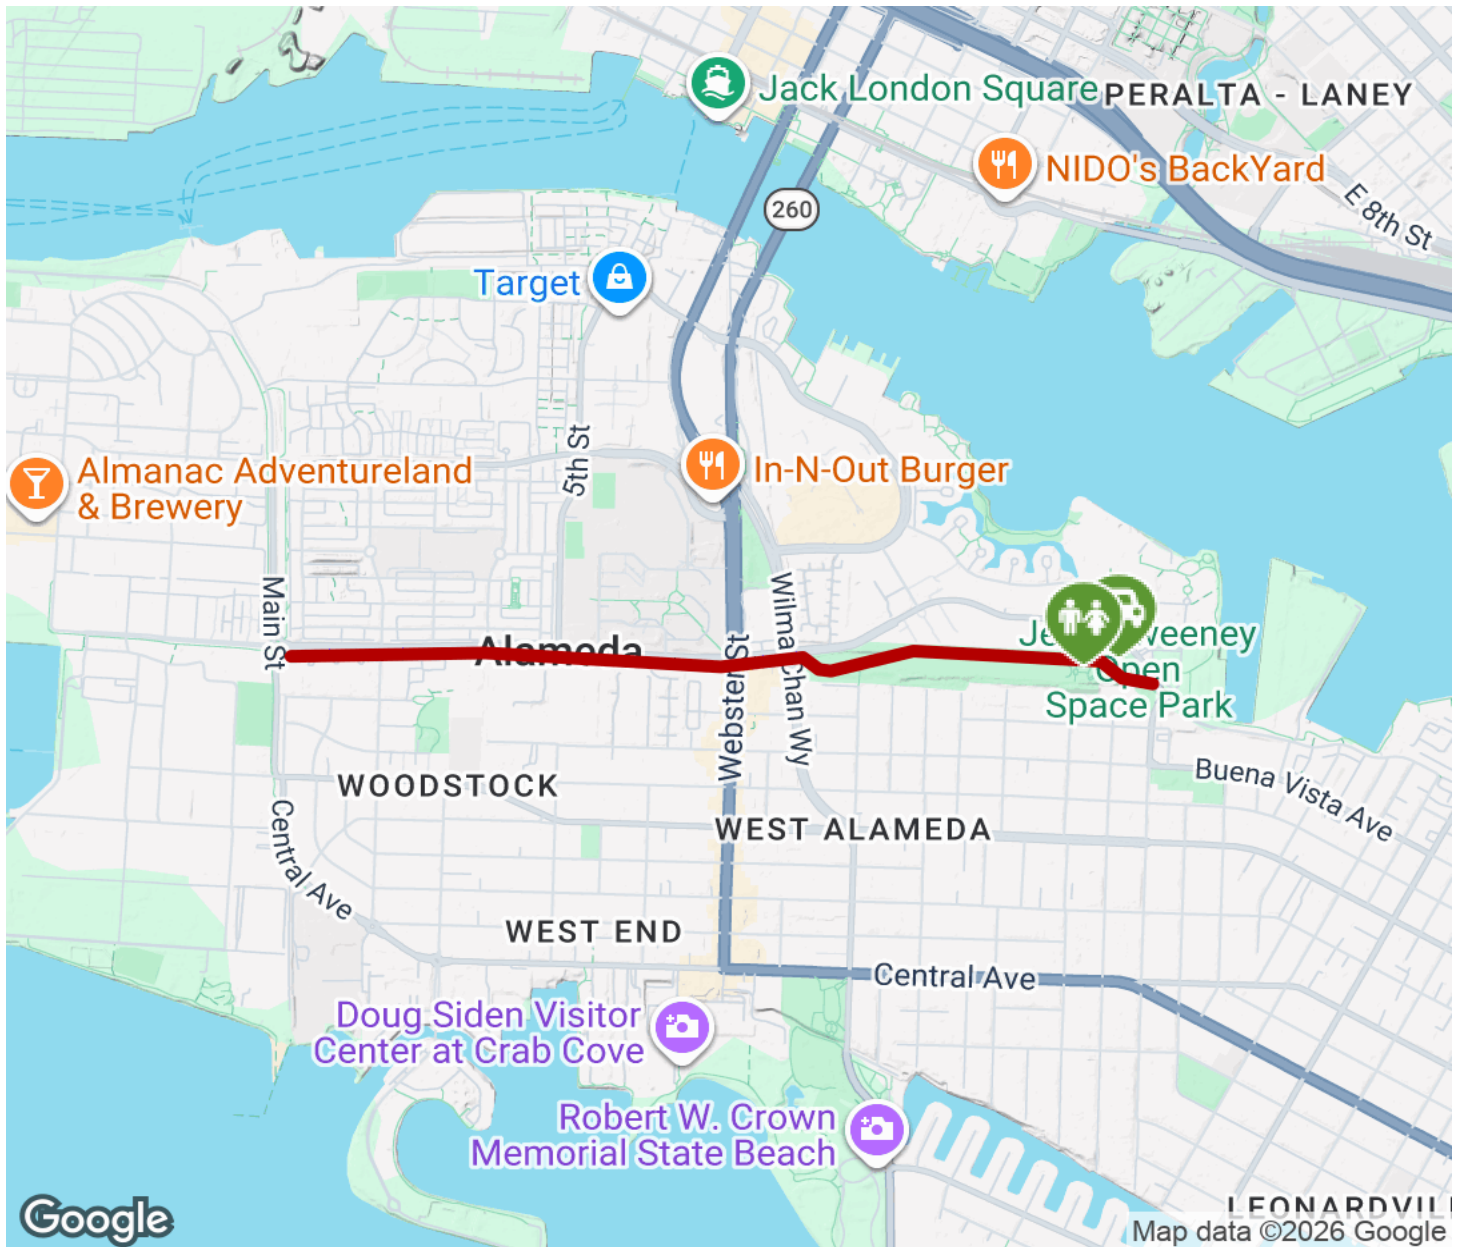 Jack London Square
PERALTA - LANEY
NIDO's BackYard
260
E 8th St
Target
5th St
Almanac Adventureland
& Brewery
In-N-Out Burger
Main St
Wilma Chan Wy
Alameda
Webster St
Sweeney
Open
Space Park
WOODSTOCK
Buena Vista Ave
Central Ave
WEST ALAMEDA
WEST END
Central Ave
Doug Siden Visitor
Center at Crab Cove
Robert W. Crown
Memorial State Beach
Google
Map data ©2026 Google